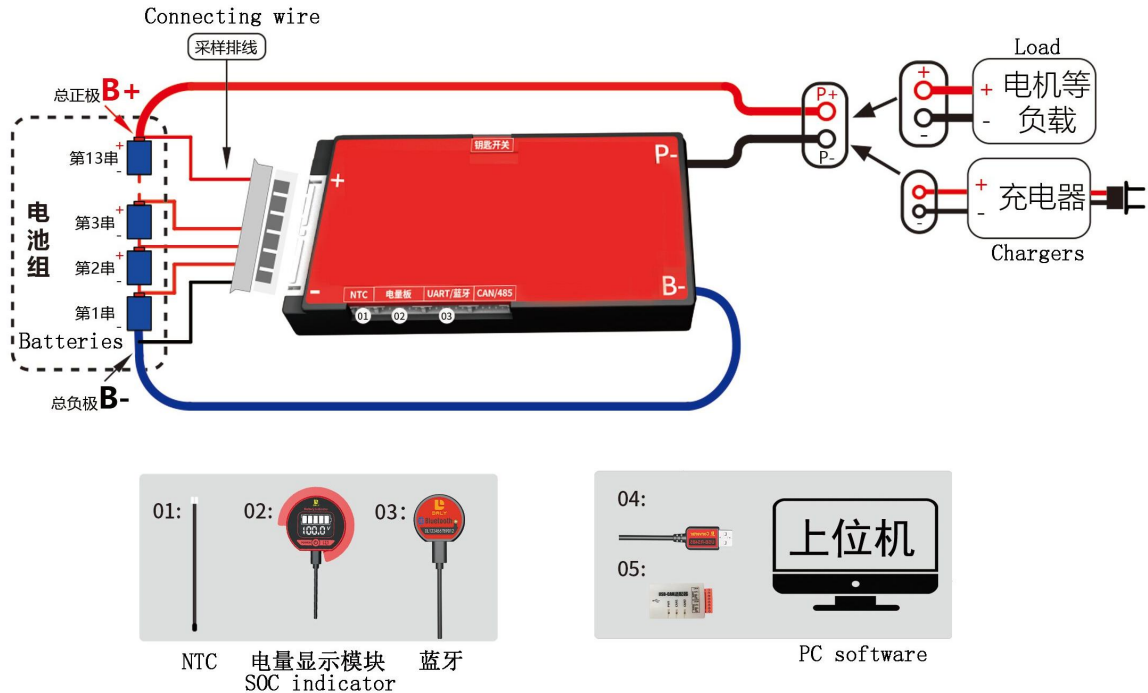 Connecting wire
采样排线
Load
总正极B+
P+
+
-
+
-
电机等
负载
第13串
+
-
钥匙开关
P-
P-
+
电池组
第3串
+
-
-
+
-
充电器
Chargers
第2串
+
-
第1串
-
-
NTC 电量板 UART/蓝牙 CAN/485
B-
01 02 03
Batteries
总负极B-
01:
02:
100.0
03:
DALY
Bluetooth
04:
05:
上位机
NTC
电量显示模块
SOC indicator
蓝牙
PC software